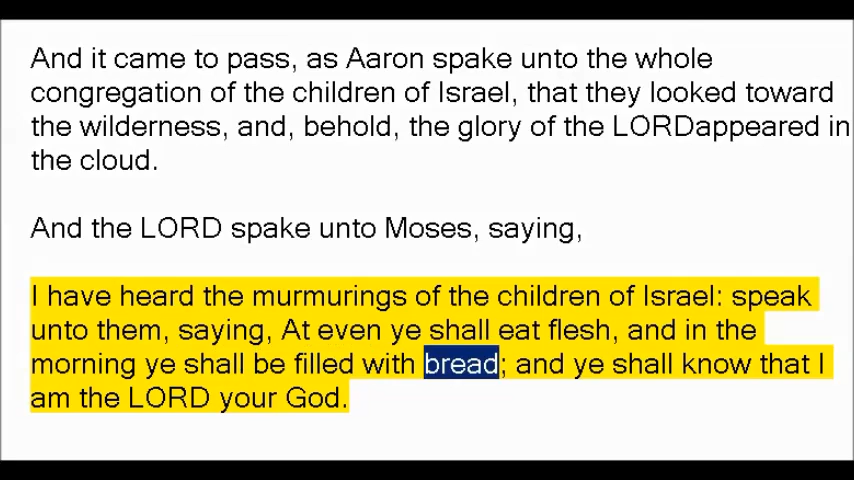 And it came to pass, as Aaron spake unto the whole
congregation of the children of Israel, that they looked toward
the wilderness, and, behold, the glory of the LORDappeared in
the cloud.
And the LORD spake unto Moses, saying,
I have heard the murmurings of the children of Israel: speak
unto them, saying, At even ye shall eat flesh, and in the
morning ye shall be filled with bread; and ye shall know that I
am the LORD your God.